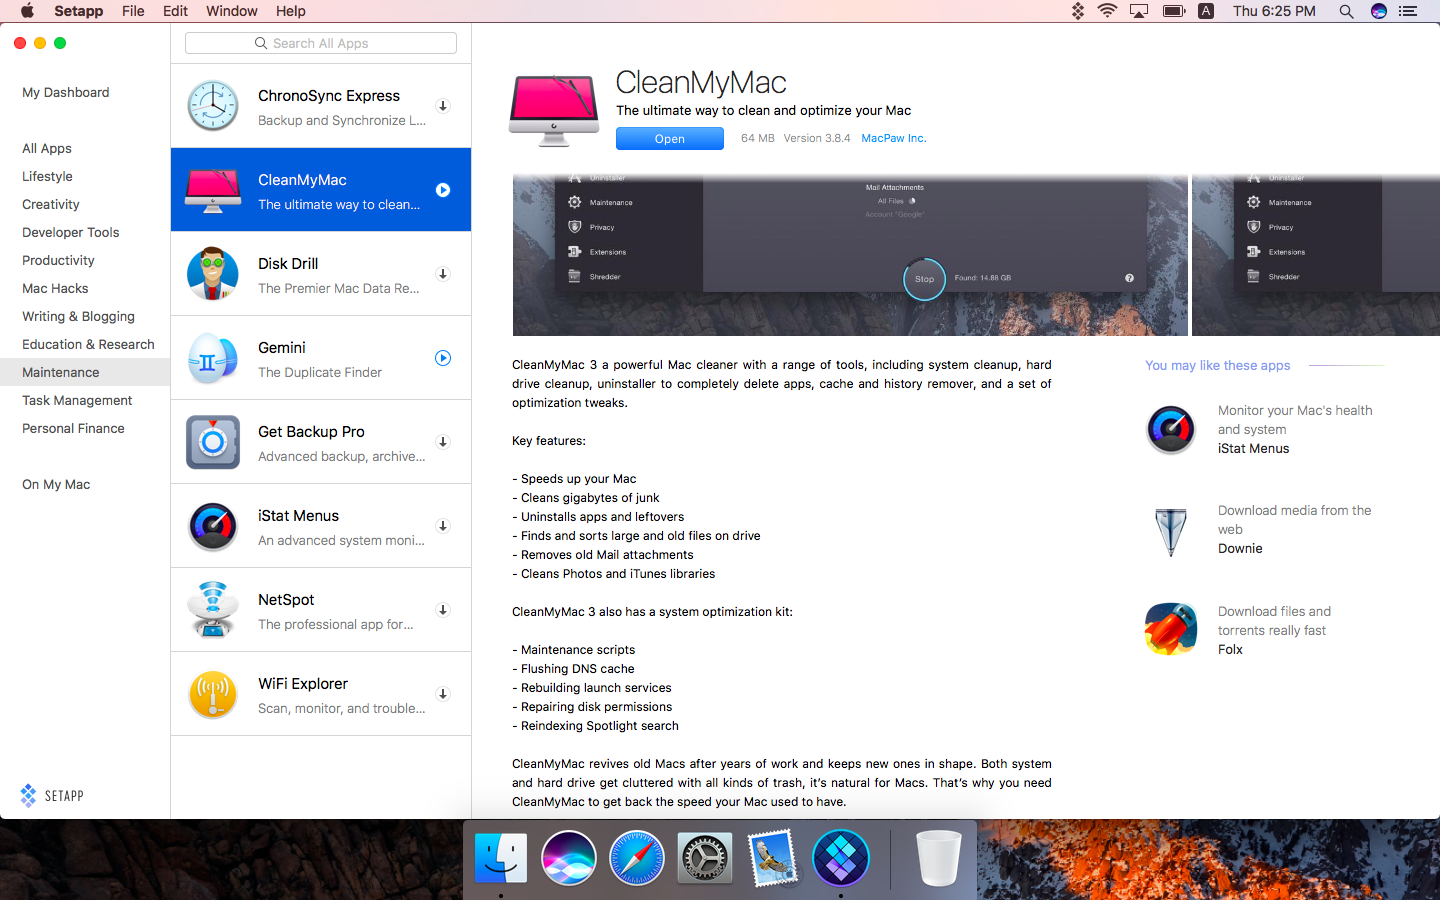 Setapp File Edit Window Help
A Thu 6:25 PM
My Dashboard
All Apps
Lifestyle
Creativity
Developer Tools
Productivity
Mac Hacks
Writing & Blogging
Education & Research
Maintenance
Task Management
Personal Finance
On My Mac
SETAPP
Search All Apps
ChronoSync Express
Backup and Synchronize L...
CleanMyMac
The ultimate way to clean...
Disk Drill
The Premier Mac Data Re...
Gemini
The Duplicate Finder
Get Backup Pro
Advanced backup, archive...
iStat Menus
An advanced system moni...
NetSpot
The professional app for...
WiFi Explorer
Scan, monitor, and trouble...
CleanMyMac
The ultimate way to clean and optimize your Mac
Open 64 MB Version 3.8.4 MacPaw Inc.
Uninstaller
Maintenance
Privacy
Extensions
Shredder
Mail Attachments
All Files
Account "Google"
Stop Found: 14.88 GB ?
Uninstaller
Maintenance
Privacy
Extensions
Shredder
CleanMyMac 3 a powerful Mac cleaner with a range of tools, including system cleanup, hard
drive cleanup, uninstaller to completely delete apps, cache and history remover, and a set of
optimization tweaks.
Key features:
- Speeds up your Mac
- Cleans gigabytes of junk
- Uninstalls apps and leftovers
- Finds and sorts large and old files on drive
- Removes old Mail attachments
- Cleans Photos and iTunes libraries
CleanMyMac 3 also has a system optimization kit:
- Maintenance scripts
- Flushing DNS cache
- Rebuilding launch services
- Repairing disk permissions
- Reindexing Spotlight search
CleanMyMac revives old Macs after years of work and keeps new ones in shape. Both system
and hard drive get cluttered with all kinds of trash, it's natural for Macs. That's why you need
CleanMyMac to get back the speed your Mac used to have.
You may like these apps
Monitor your Mac's health
and system
iStat Menus
Download media from the
web
Downie
Download files and
torrents really fast
Folx